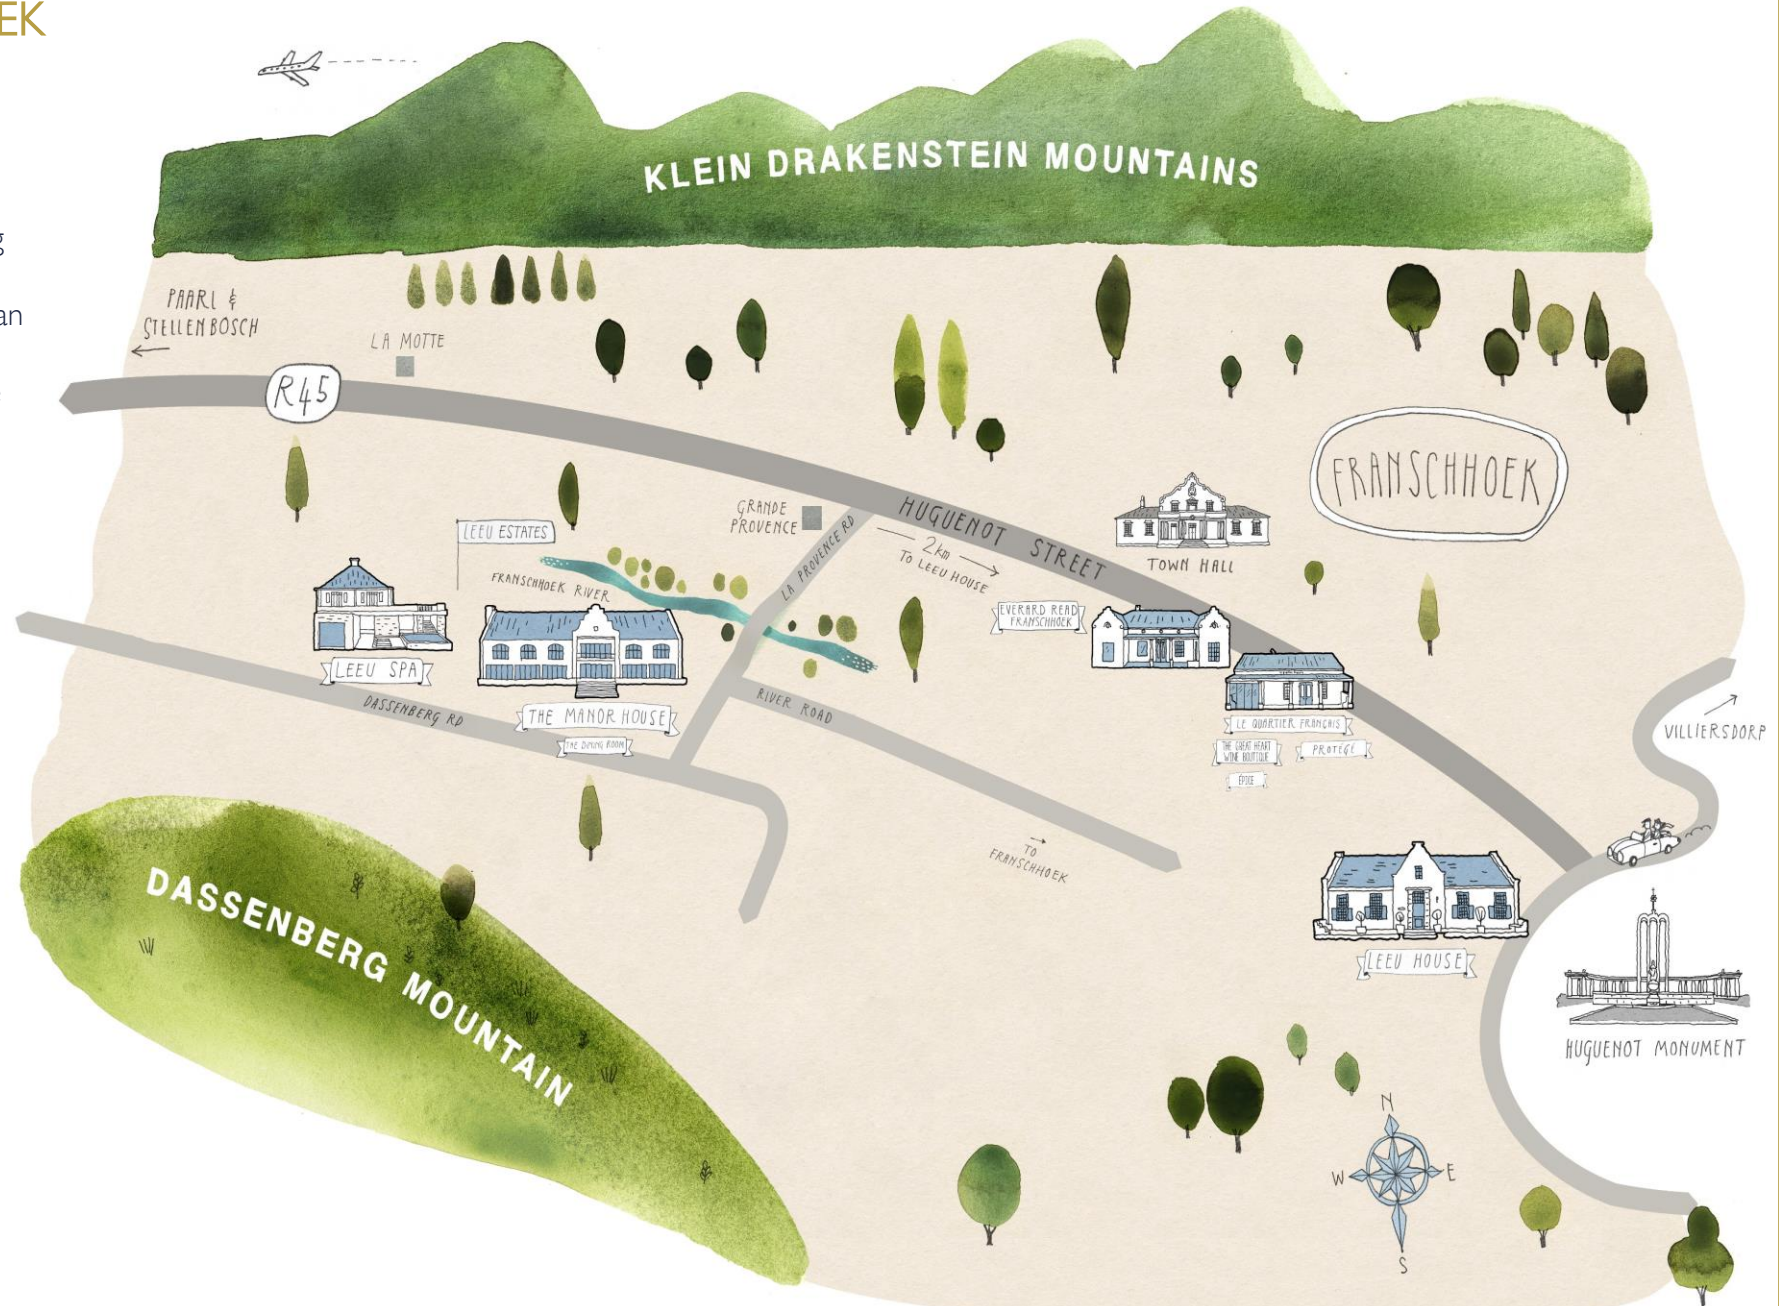 EK
g
an
KLEIN DRAKENSTEIN MOUNTAINS
PAARL &
STELLENBOSCH
LA MOTTE
R45
FRANSCHHOEK
LEEU ESTATES
GRANDE
PROVENCE
LA PROVENCE RD
HUGUENOT STREET
2km
TO LEEU HOUSE
TOWN HALL
FRANSCHHOEK RIVER
EVERARD READ
FRANSCHHOEK
LEEU SPA
DASSENBERG RD
THE MANOR HOUSE
THE DINING ROOM
RIVER ROAD
LE QUARTIER FRANÇAIS
THE GREAT HEART
WINE BOUTIQUE
PROTÉGÉ
ÉPICE
VILLIERSDORP
TO
FRANSCHHOEK
DASSENBERG MOUNTAIN
LEEU HOUSE
HUGUENOT MONUMENT
N
W
E
S